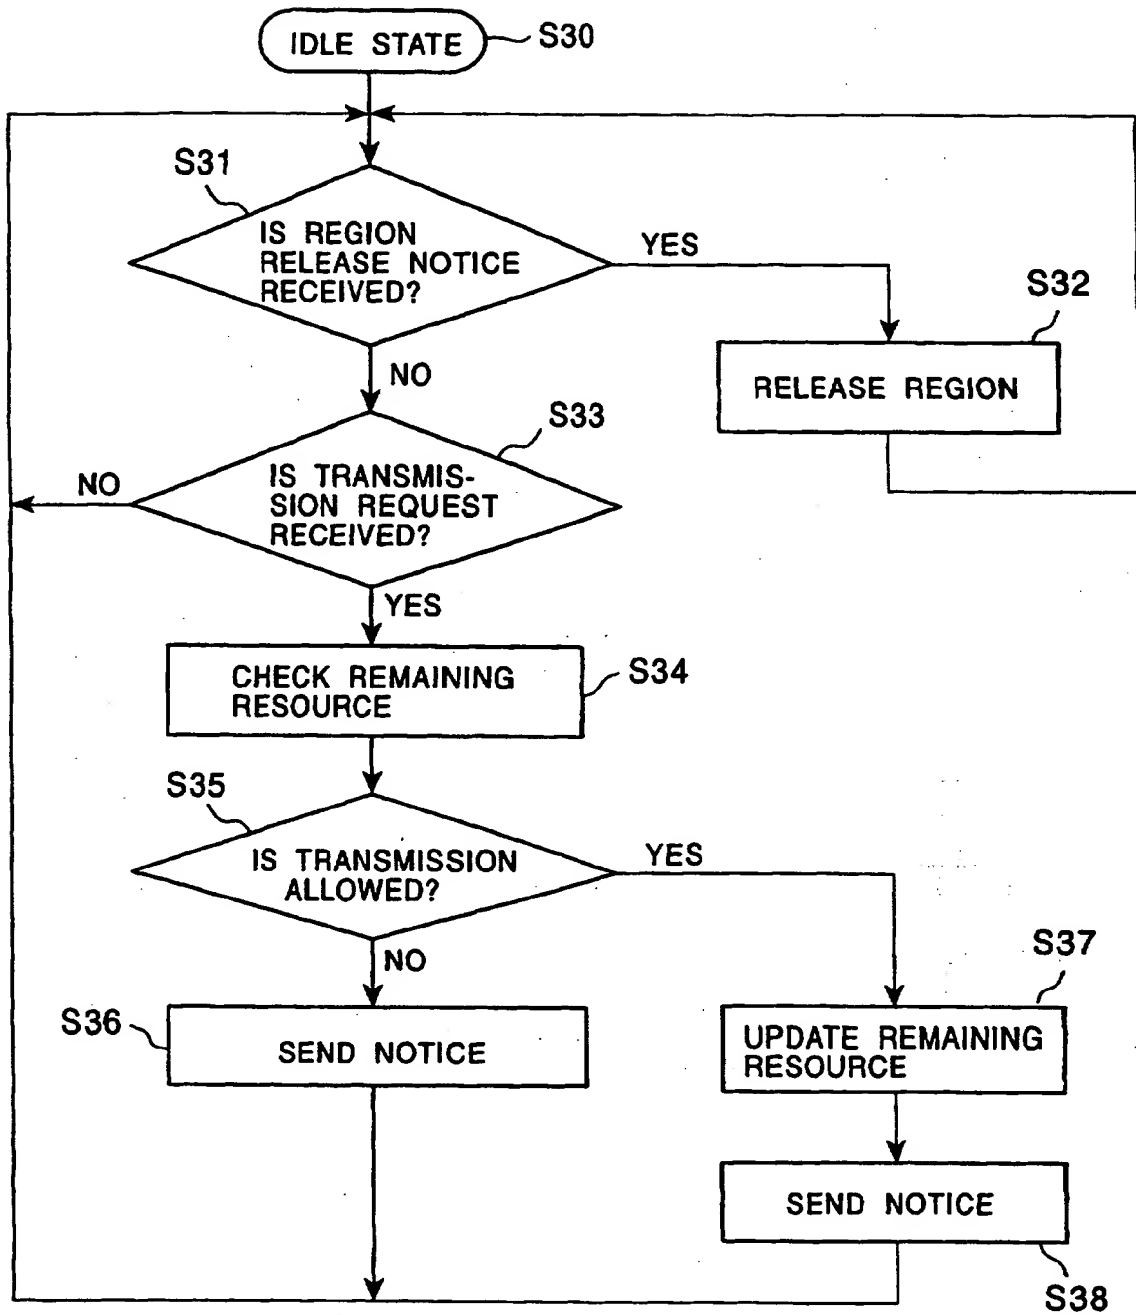 IDLE STATE
S30
S31
IS REGION
RELEASE NOTICE
RECEIVED?
YES
S32
RELEASE REGION
NO
S33
NO
IS TRANSMIS-
SION REQUEST
RECEIVED?
YES
CHECK REMAINING
RESOURCE
S34
S35
IS TRANSMISSION
ALLOWED?
YES
NO
S37
S36
SEND NOTICE
UPDATE REMAINING
RESOURCE
SEND NOTICE
S38